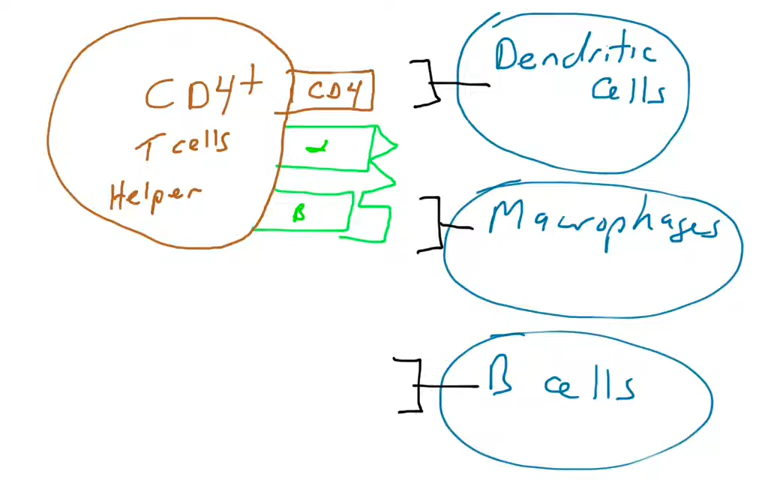 CD4+
T cells
Helper
CD4
α
B
Dendritic
Cells
Macrophages
B cells